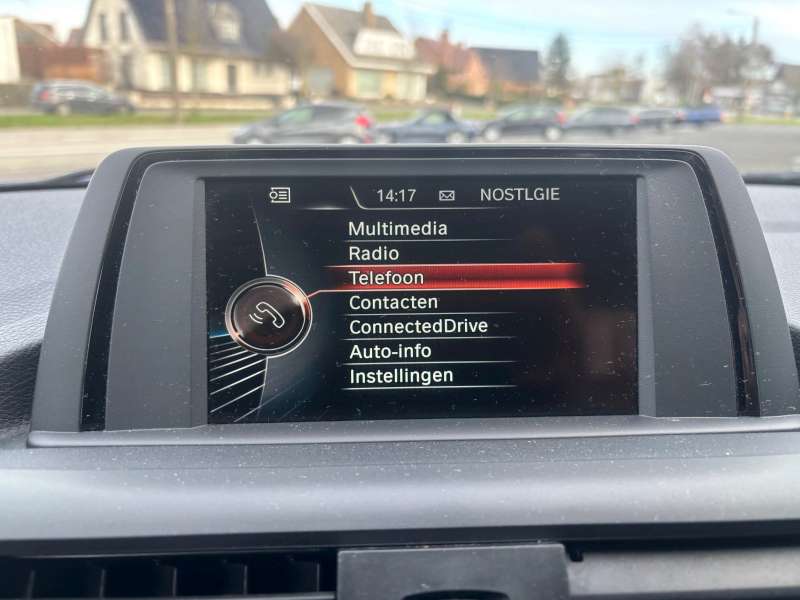 14:17 NOSTLGIE
Multimedia
Radio
Telefoon
Contacten
ConnectedDrive
Auto-info
Instellingen